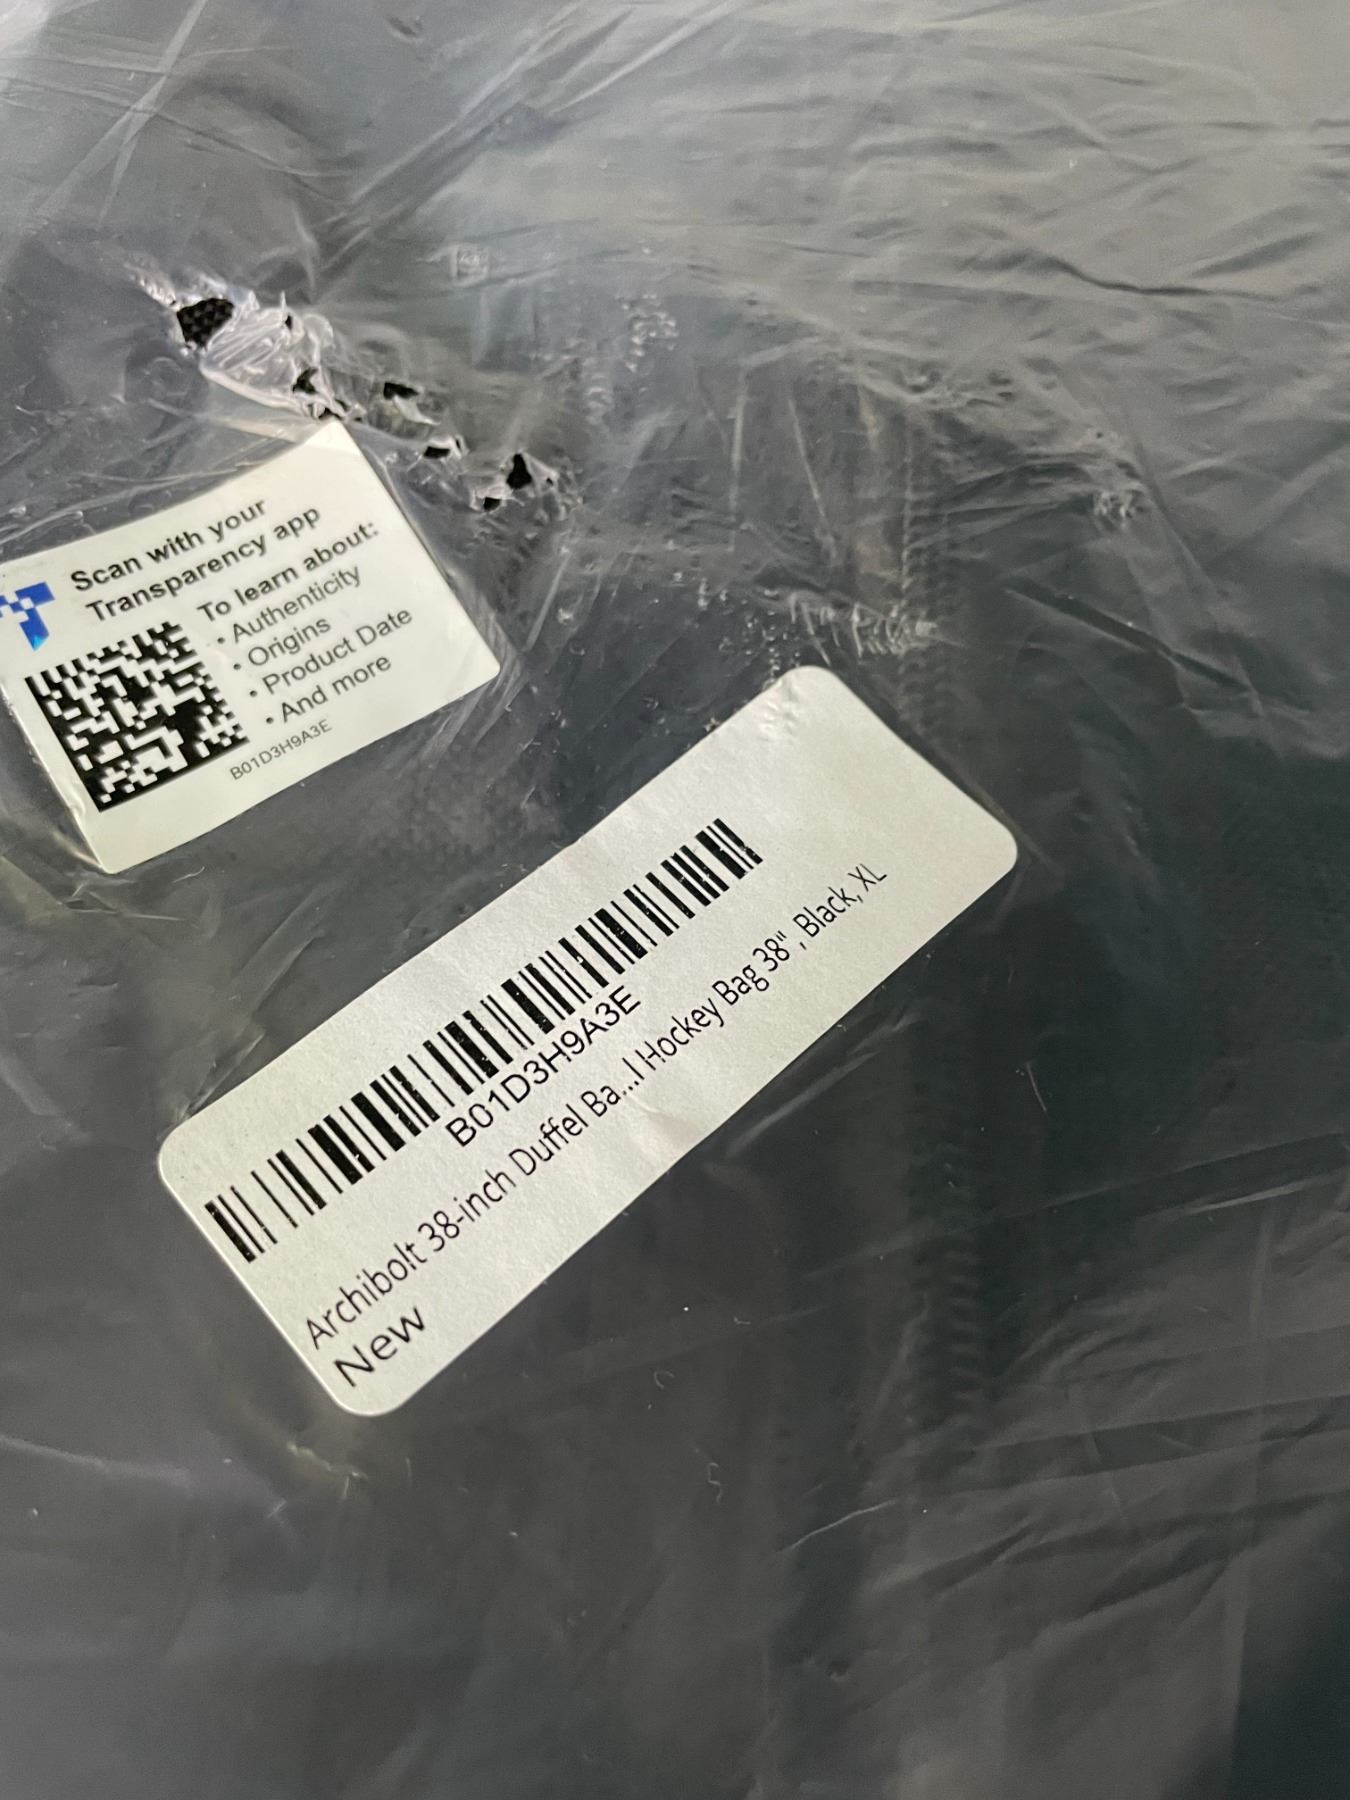 Scan with your
Transparency app
To learn about:
• Authenticity
• Origins
• Product Date
• And more
B01D3H9A3E
B01D3H9A3E
Archibolt 38-inch Duffel Ba...l Hockey Bag 38", Black, XL
New